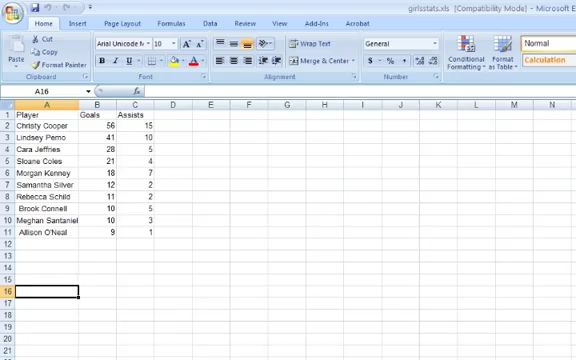 girlsstats.xls [Compatibility Mode] - Microsoft E
Home Insert Page Layout Formulas Data Review View Add-Ins Acrobat
Cut
Copy
Format Painter
Paste
Clipboard
Arial Unicode M 10 A A
B I U A
Font
Wrap Text
Merge & Center
Alignment
General
$ % ,
Number
Conditional Formatting
Format as Table
Normal
Calculation
A16 fx
A B C D E F G H I J K L M N
1 Player Goals Assists
2 Christy Cooper 56 15
3 Lindsey Perno 41 10
4 Cara Jeffries 28 5
5 Sloane Coles 21 4
6 Morgan Kenney 18 7
7 Samantha Silver 12 2
8 Rebecca Schild 11 2
9 Brook Connell 10 5
10 Meghan Santaniel 10 3
11 Allison O'Neal 9 1
12
13
14
15
16
17
18
19
20
21